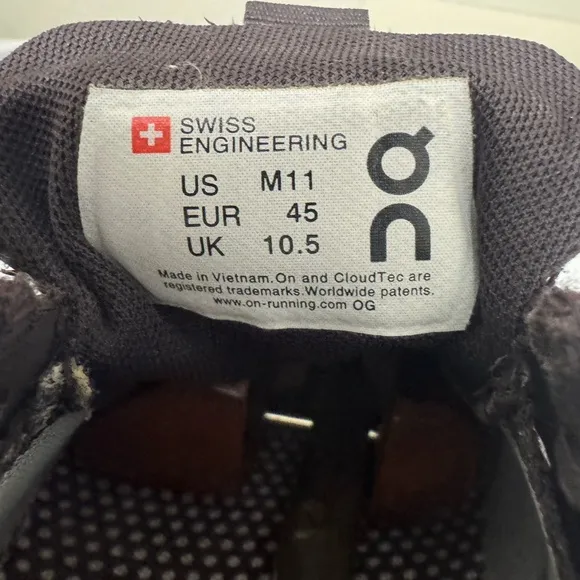 SWISS
ENGINEERING
US M11
EUR 45
UK 10.5
Made in Vietnam. On and CloudTec are
registered trademarks. Worldwide patents.
www.on-running.com OG